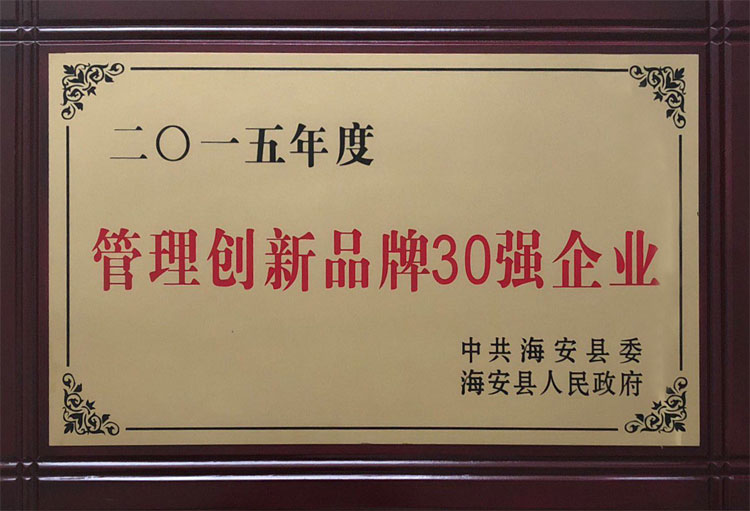 二〇一五年度
管理创新品牌30强企业
中共海安县委
海安县人民政府